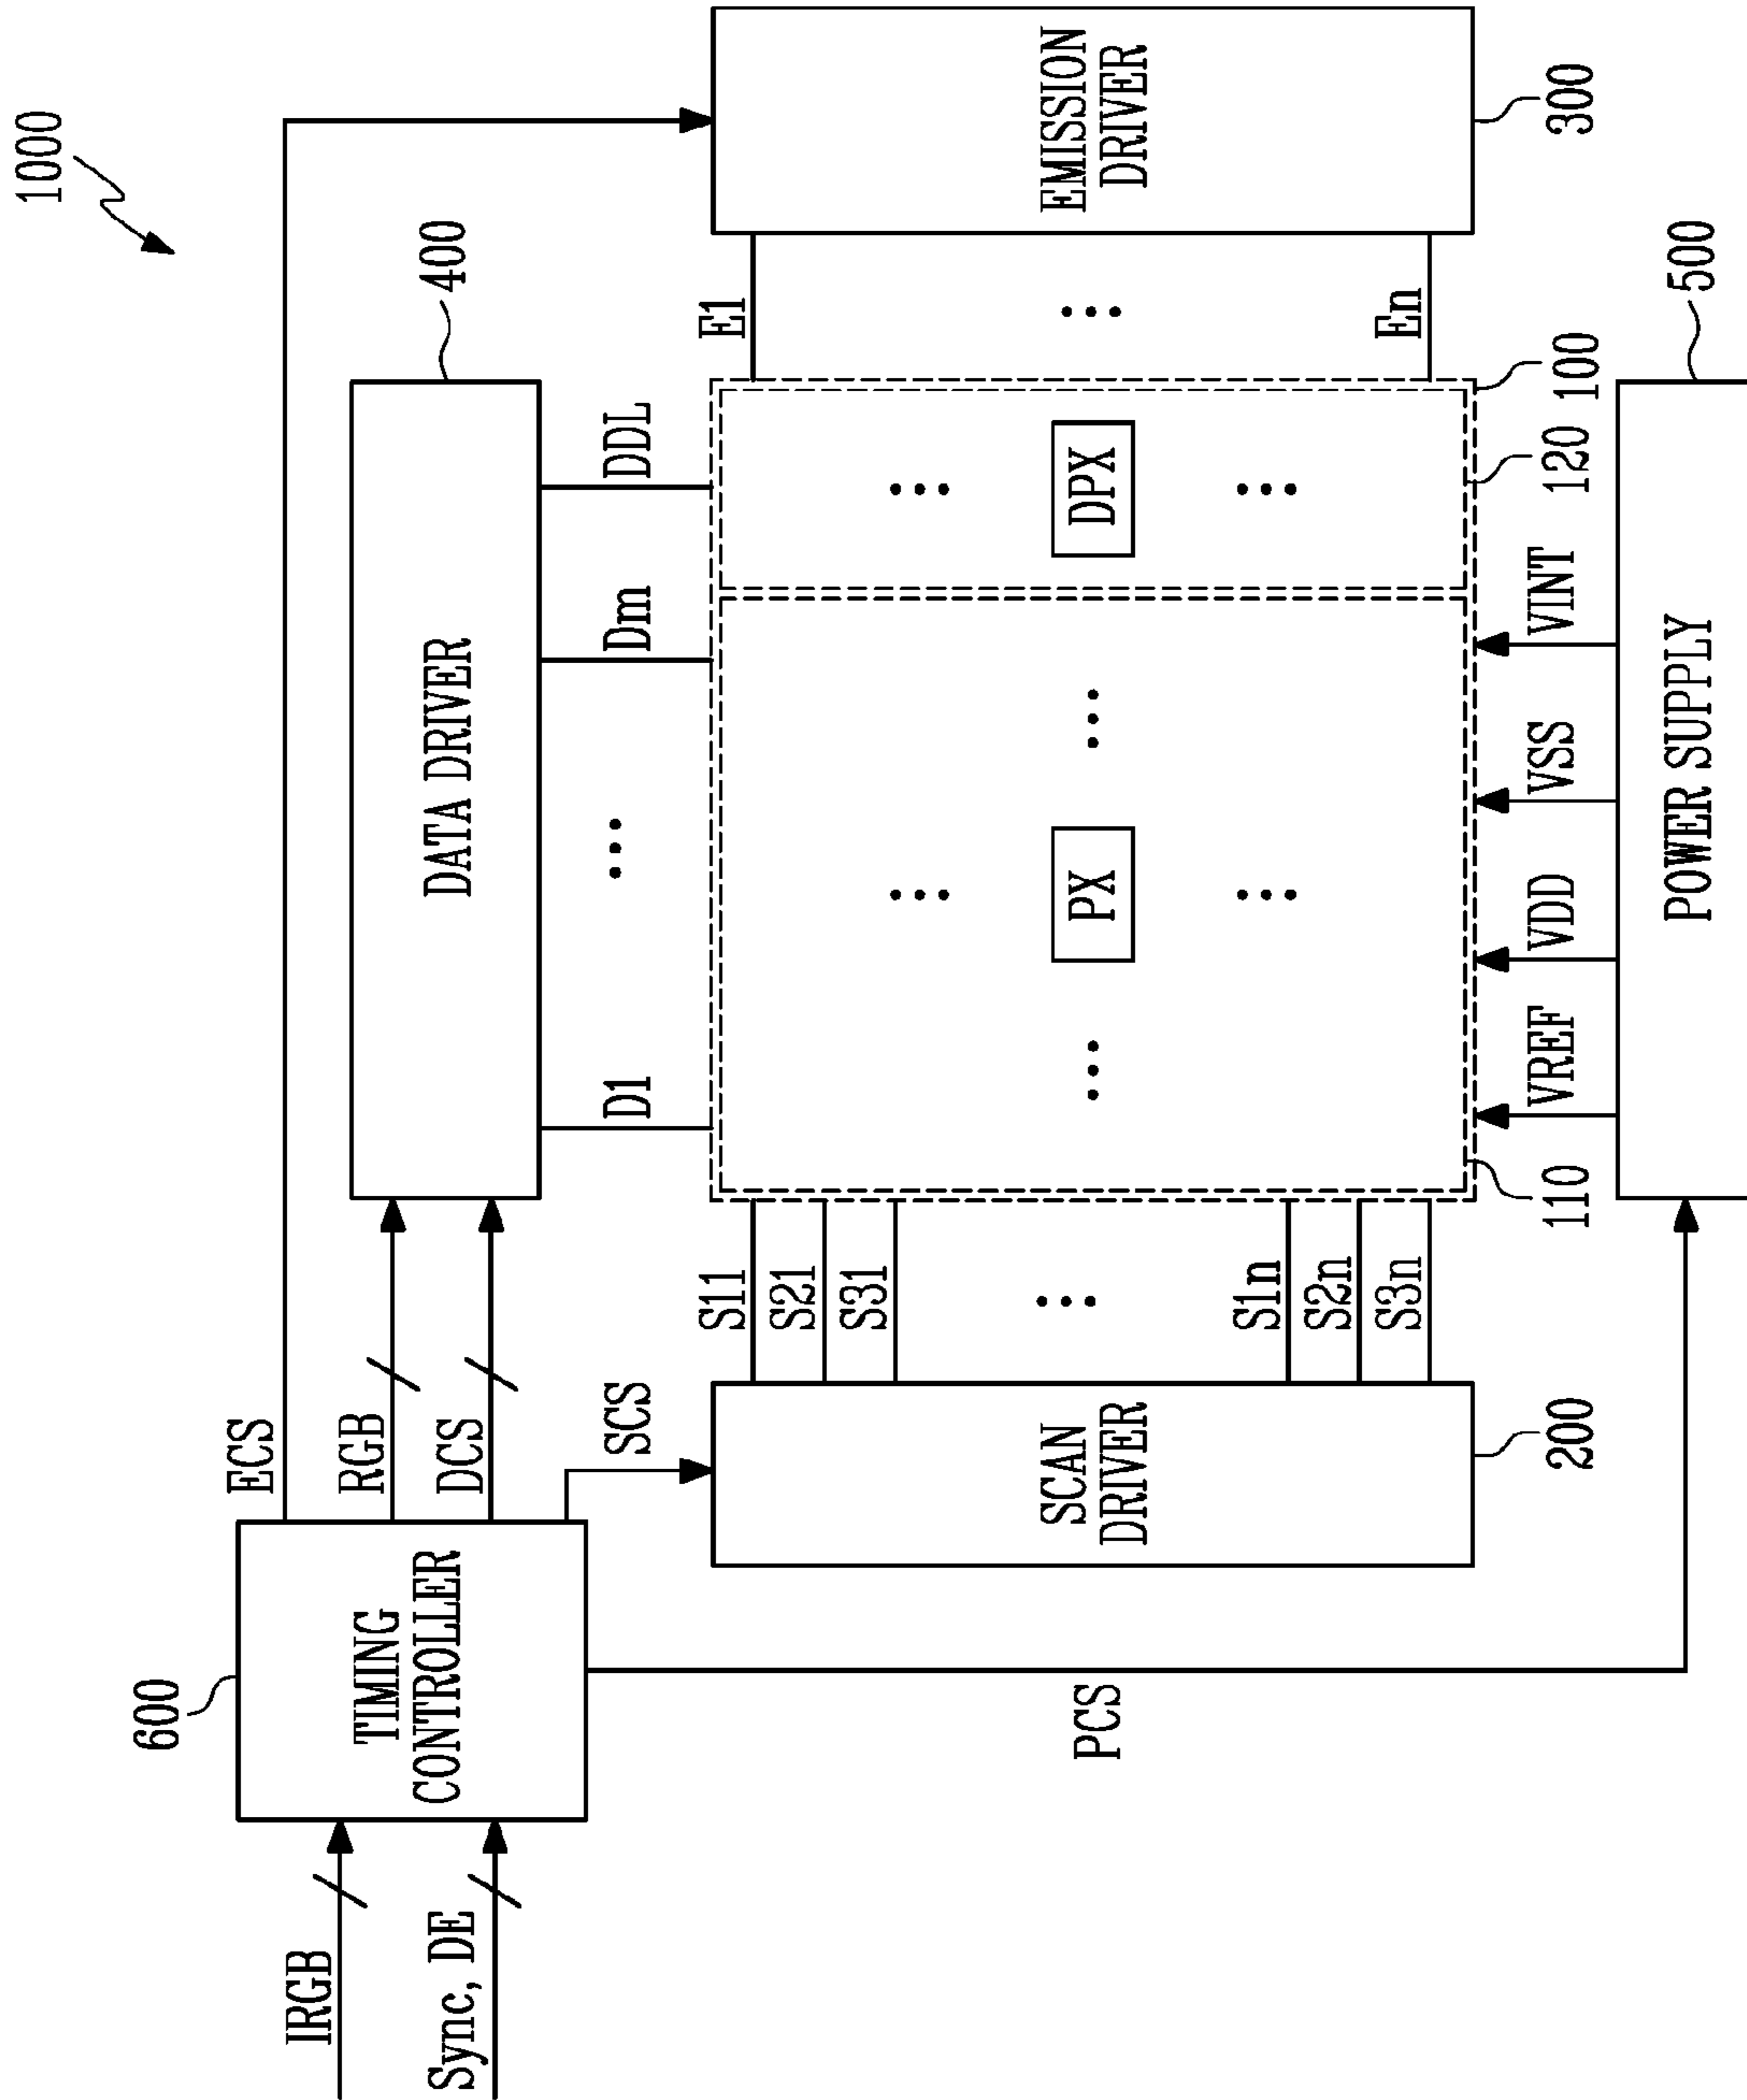 1000
600
TIMING
CONTROLLER
IRGB
Sync, DE
ECS
RGB
DCS
SCS
PCS
DATA DRIVER
400
D1
...
Dm
DDL
SCAN
DRIVER
200
S11
S21
S31
...
S1n
S2n
S3n
...
... PX ...
...
...
DPX
...
110
120
100
E1
...
En
EMISSION
DRIVER
300
VREF
VDD
VSS
VINT
POWER SUPPLY
500